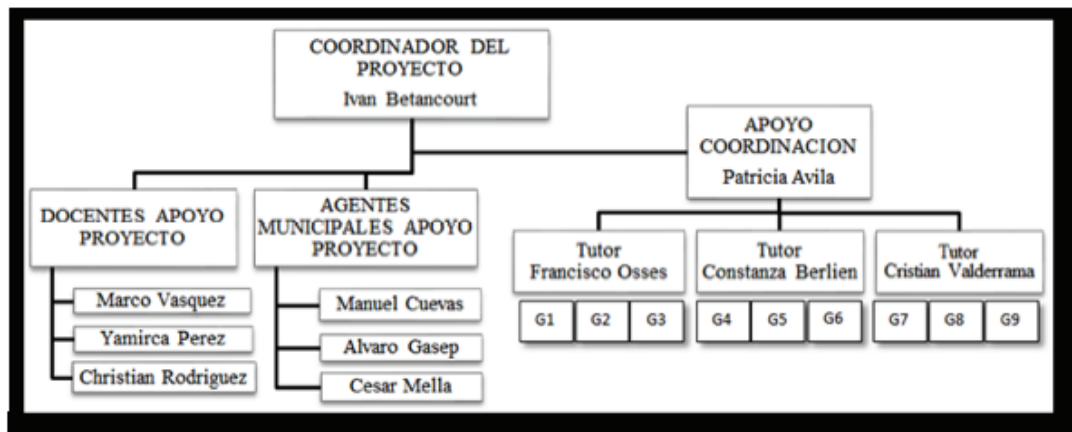 COORDINADOR DEL
PROYECTO
Ivan Betancourt
APOYO
COORDINACION
Patricia Avila
DOCENTES APOYO
PROYECTO
Marco Vasquez
Yamirca Perez
Christian Rodriguez
AGENTES
MUNICIPALES APOYO
PROYECTO
Manuel Cuevas
Alvaro Gasep
Cesar Mella
Tutor
Francisco Osses
G1 G2 G3
Tutor
Constanza Berlien
G4 G5 G6
Tutor
Cristian Valderrama
G7 G8 G9